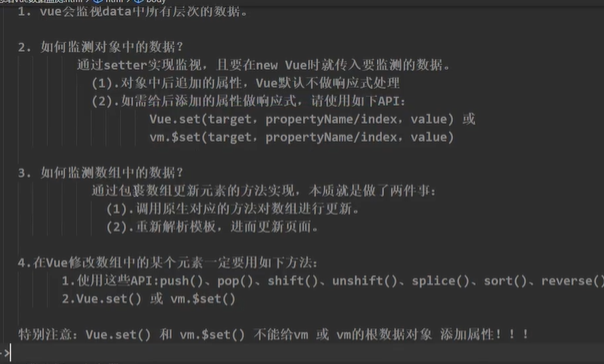 1. vue会监视data中所有层次的数据。
2. 如何监测对象中的数据?
通过setter实现监视，且要在new Vue时就传入要监测的数据。
(1).对象中后追加的属性，Vue默认不做响应式处理
(2).如需给后添加的属性做响应式，请使用如下API：
Vue.set(target，propertyName/index，value) 或
vm.$set(target，propertyName/index，value)
3. 如何监测数组中的数据?
通过包裹数组更新元素的方法实现，本质就是做了两件事：
(1).调用原生对应的方法对数组进行更新。
(2).重新解析模板，进而更新页面。
4.在Vue修改数组中的某个元素一定要用如下方法：
1.使用这些API:push()、pop()、shift()、unshift()、splice()、sort()、reverse()
2.Vue.set() 或 vm.$set()
特别注意：Vue.set() 和 vm.$set() 不能给vm 或 vm的根数据对象 添加属性！！！